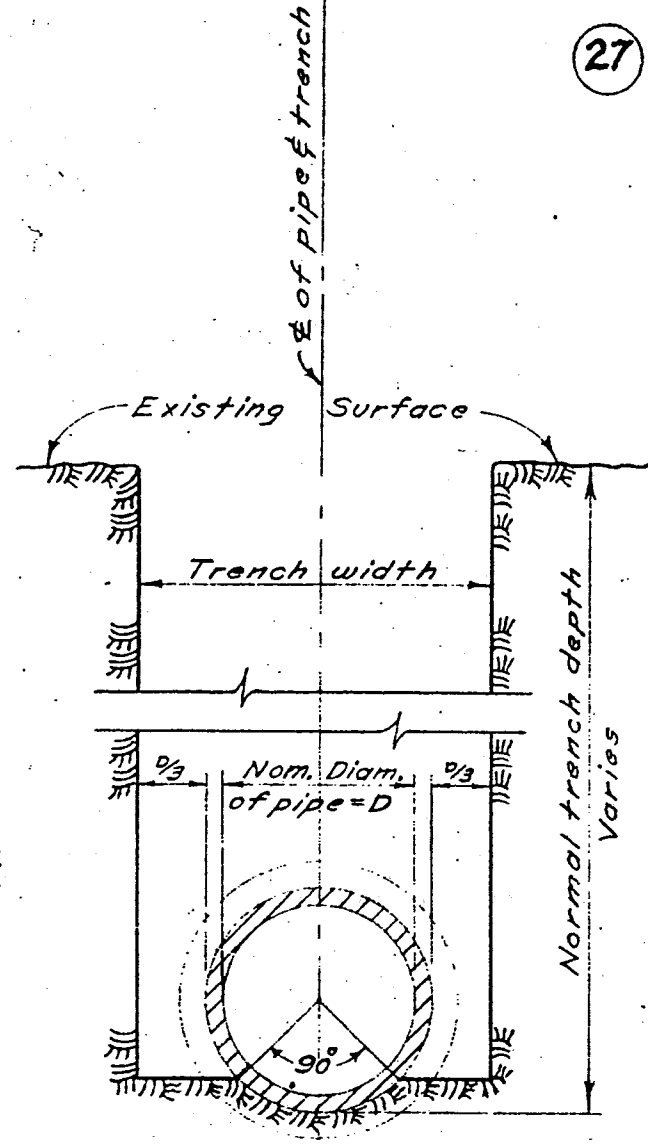 27
℄ of pipe & trench
Existing Surface
Trench width
D/3
Nom. Diam.
of pipe = D
D/3
Normal trench depth
Varies
90°